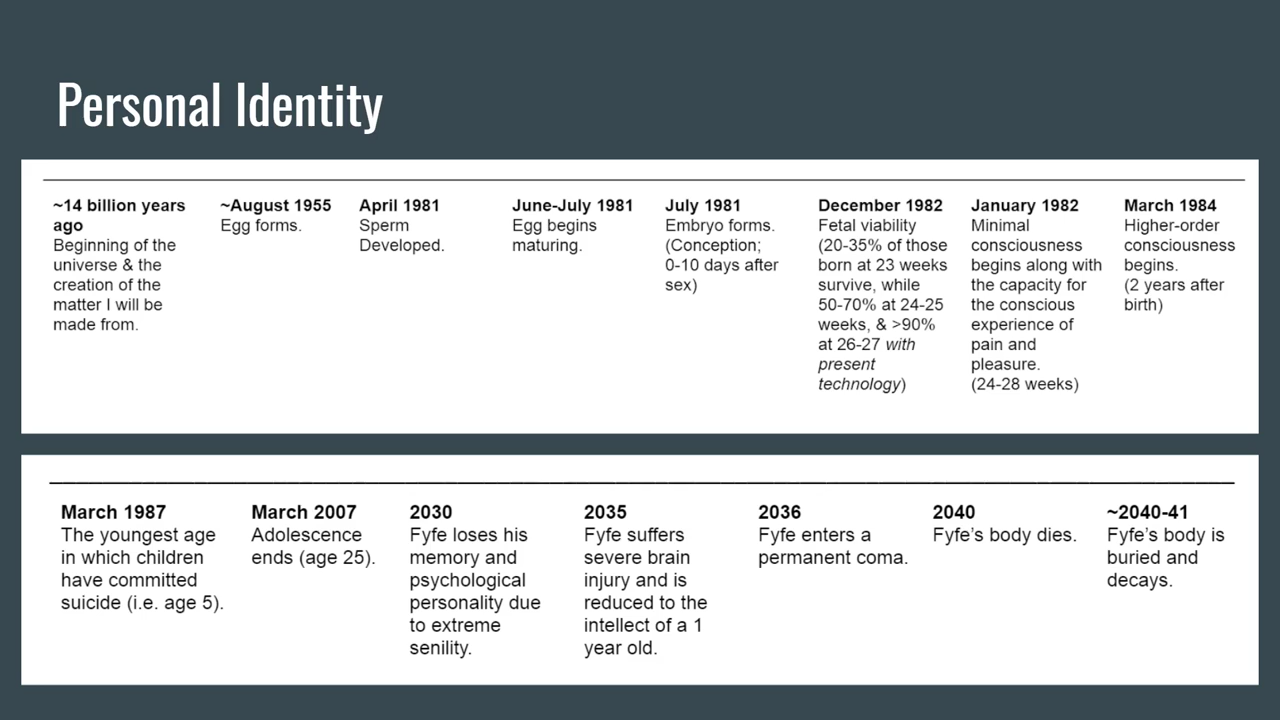 Personal Identity
~14 billion years
ago
Beginning of the
universe & the
creation of the
matter I will be
made from.
~August 1955
Egg forms.
April 1981
Sperm
Developed.
June-July 1981
Egg begins
maturing.
July 1981
Embryo forms.
(Conception;
0-10 days after
sex)
December 1982
Fetal viability
(20-35% of those
born at 23 weeks
survive, while
50-70% at 24-25
weeks, & >90%
at 26-27 with
present
technology)
January 1982
Minimal
consciousness
begins along with
the capacity for
the conscious
experience of
pain and
pleasure.
(24-28 weeks)
March 1984
Higher-order
consciousness
begins.
(2 years after
birth)
March 1987
The youngest age
in which children
have committed
suicide (i.e. age 5).
March 2007
Adolescence
ends (age 25).
2030
Fyfe loses his
memory and
psychological
personality due
to extreme
senility.
2035
Fyfe suffers
severe brain
injury and is
reduced to the
intellect of a 1
year old.
2036
Fyfe enters a
permanent coma.
2040
Fyfe's body dies.
~2040-41
Fyfe's body is
buried and
decays.